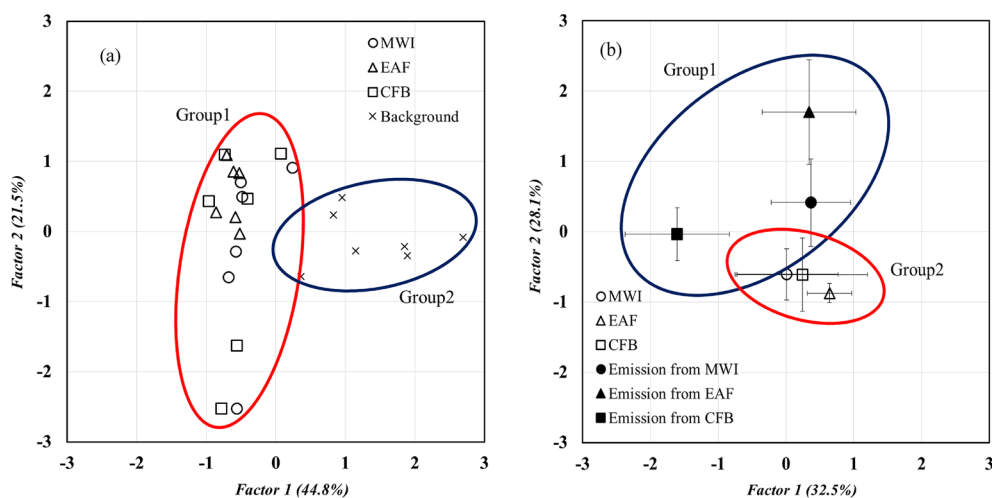 (a)
MWI
EAF
CFB
Background
Group1
Group2
3
2
1
0
-1
-2
-3
-3
-2
-1
0
1
2
3
Factor 2 (21.5%)
Factor 1 (44.8%)
(b)
Group1
Group2
MWI
EAF
CFB
Emission from MWI
Emission from EAF
Emission from CFB
3
2
1
0
-1
-2
-3
-3
-2
-1
0
1
2
3
Factor 2 (28.1%)
Factor 1 (32.5%)